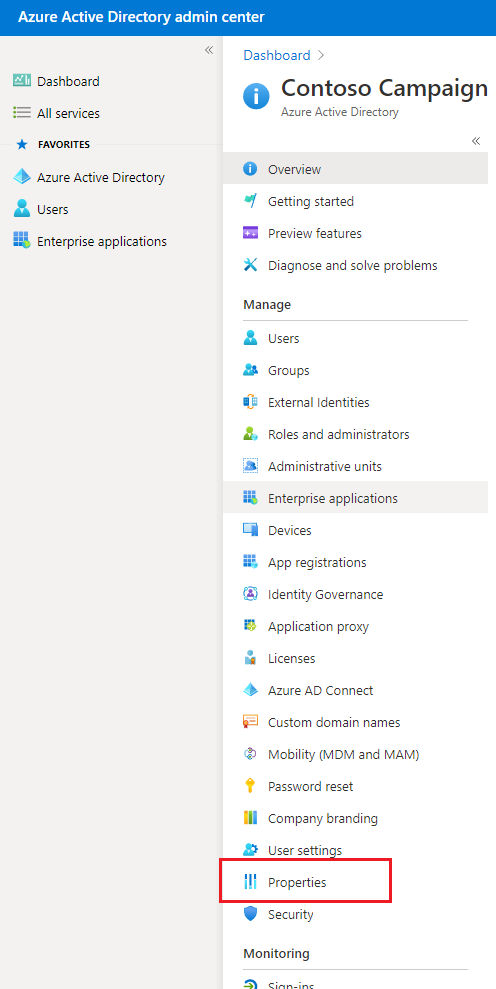 Azure Active Directory admin center
Dashboard
All services
FAVORITES
Azure Active Directory
Users
Enterprise applications
Dashboard
Contoso Campaign
Azure Active Directory
Overview
Getting started
Preview features
Diagnose and solve problems
Manage
Users
Groups
External Identities
Roles and administrators
Administrative units
Enterprise applications
Devices
App registrations
Identity Governance
Application proxy
Licenses
Azure AD Connect
Custom domain names
Mobility (MDM and MAM)
Password reset
Company branding
User settings
Properties
Security
Monitoring
Sign-ins